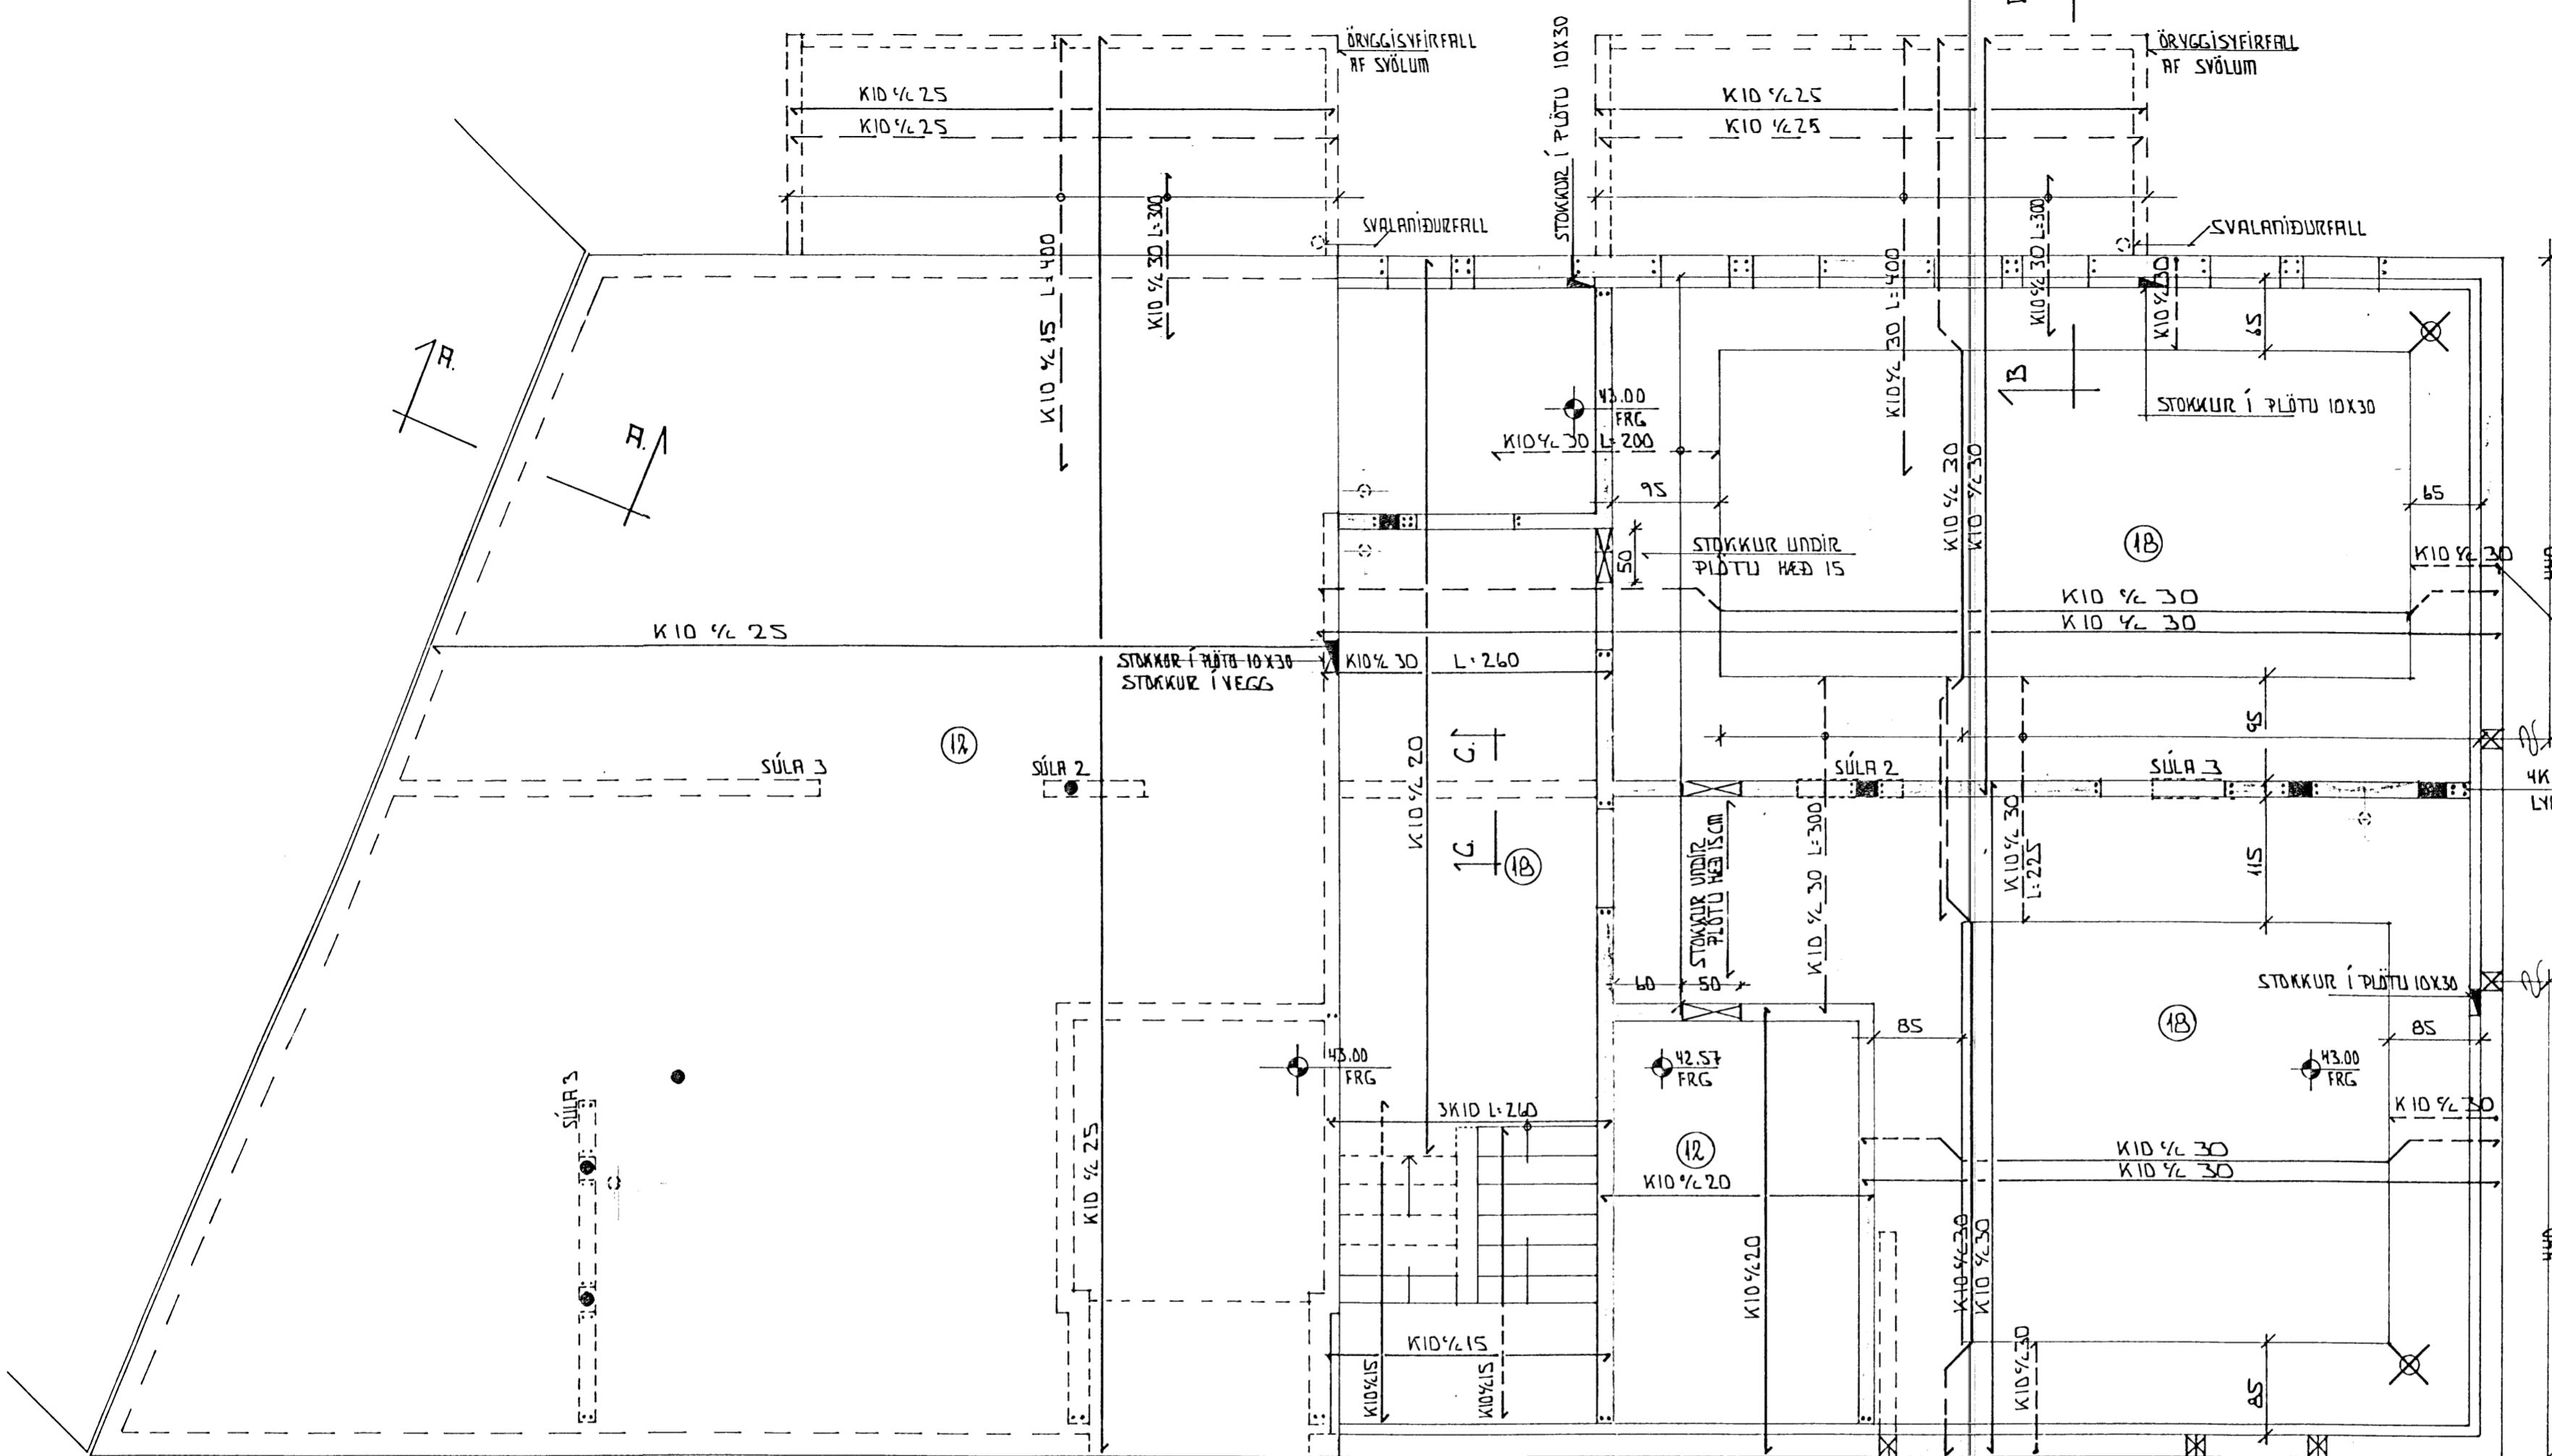 ÖRYGGISYFIRFALL
AF SVÖLUM
STOKKUR Í PLÖTU 10X30
ÖRYGGISYFIRFALL
AF SVÖLUM
K10 c/c 25
K10 c/c 25
K10 c/c 25
K10 c/c 25
SVALANIÐURFALL
SVALANIÐURFALL
K10 c/c 15 L=400
K10 c/c 30 L=300
K10 c/c 30 L=400
K10 c/c 30 L=300
K10 c/c 30
65
A.
A.
B
43.00
FRG
STOKKUR Í PLÖTU 10X30
K10 c/c 30 L=200
95
65
K10 c/c 30
K10 c/c 30
STOKKUR UNDIR
PLÖTU HÆÐ 15
50
18
K10 c/c 30
K10 c/c 30
K10 c/c 30
K10 c/c 25
STOKKUR Í PLÖTU 10X30
STOKKUR Í VEGG
K10 c/c 30 L=260
95
12
SÚLA 3
SÚLA 2
K10 c/c 20
C.
C.
18
SÚLA 2
SÚLA 3
4K
STOKKUR UNDIR
PLÖTU HÆÐ 15CM
K10 c/c 30 L=300
K10 c/c 30
L=225
115
60
50
STOKKUR Í PLÖTU 10X30
85
18
85
43.00
FRG
42.57
FRG
43.00
FRG
SÚLA 3
K10 c/c 25
3K10 L=260
12
K10 c/c 20
K10 c/c 30
K10 c/c 30
K10 c/c 30
K10 c/c 20
K10 c/c 30
K10 c/c 30
K10 c/c 15
K10 c/c 15
K10 c/c 15
K10 c/c 30
85